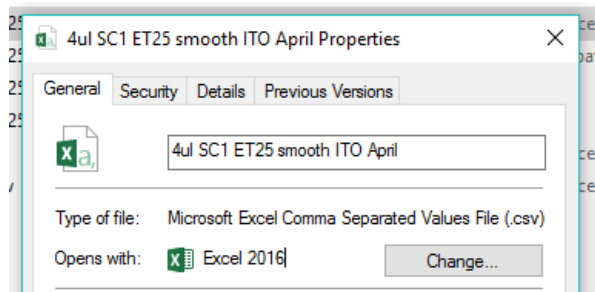 4ul SC1 ET25 smooth ITO April Properties
General Security Details Previous Versions
4ul SC1 ET25 smooth ITO April
Type of file: Microsoft Excel Comma Separated Values File (.csv)
Opens with: Excel 2016 Change...